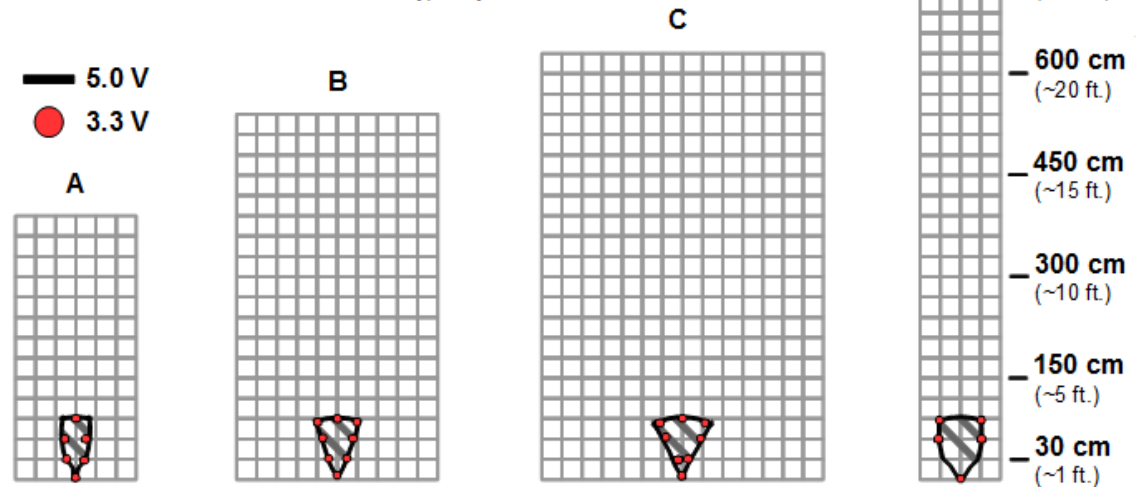 C
600 cm
(~20 ft.)
5.0 V
B
3.3 V
450 cm
(~15 ft.)
A
300 cm
(~10 ft.)
150 cm
(~5 ft.)
30 cm
(~1 ft.)